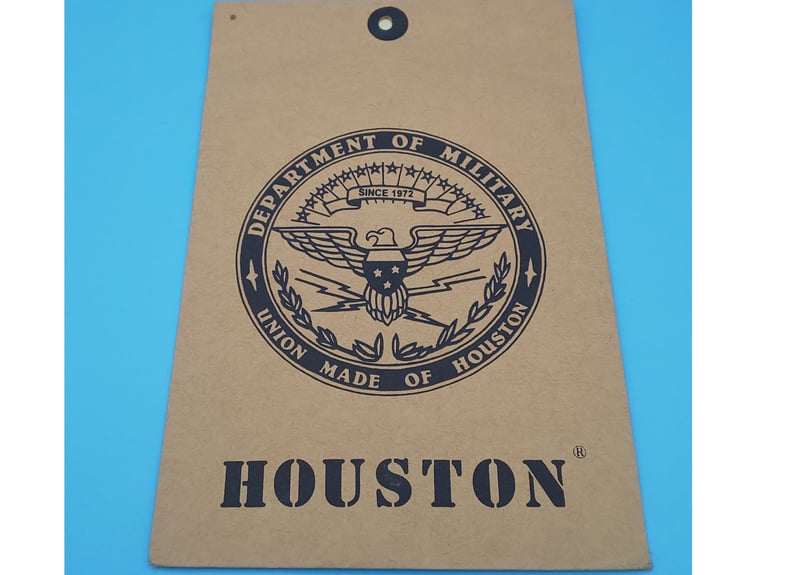 DEPARTMENT OF MILITARY
SINCE 1972
UNION MADE OF HOUSTON
HOUSTON®